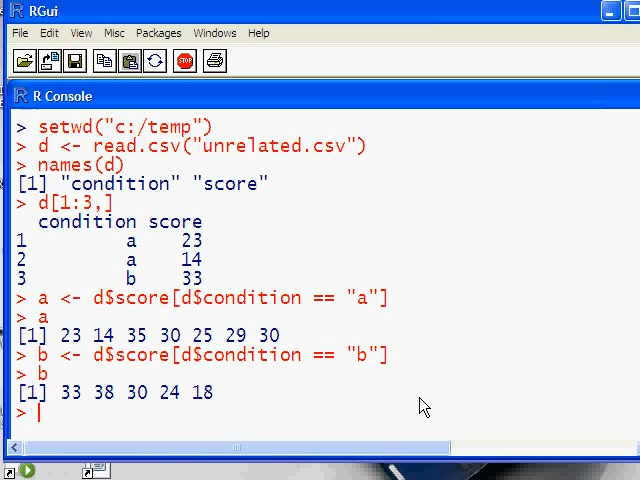 RGui
File Edit View Misc Packages Windows Help
STOP
R Console
> setwd("c:/temp")
> d <- read.csv("unrelated.csv")
> names(d)
[1] "condition" "score"
> d[1:3,]
condition score
1 a 23
2 a 14
3 b 33
> a <- d$score[d$condition == "a"]
> a
[1] 23 14 35 30 25 29 30
> b <- d$score[d$condition == "b"]
> b
[1] 33 38 30 24 18
>